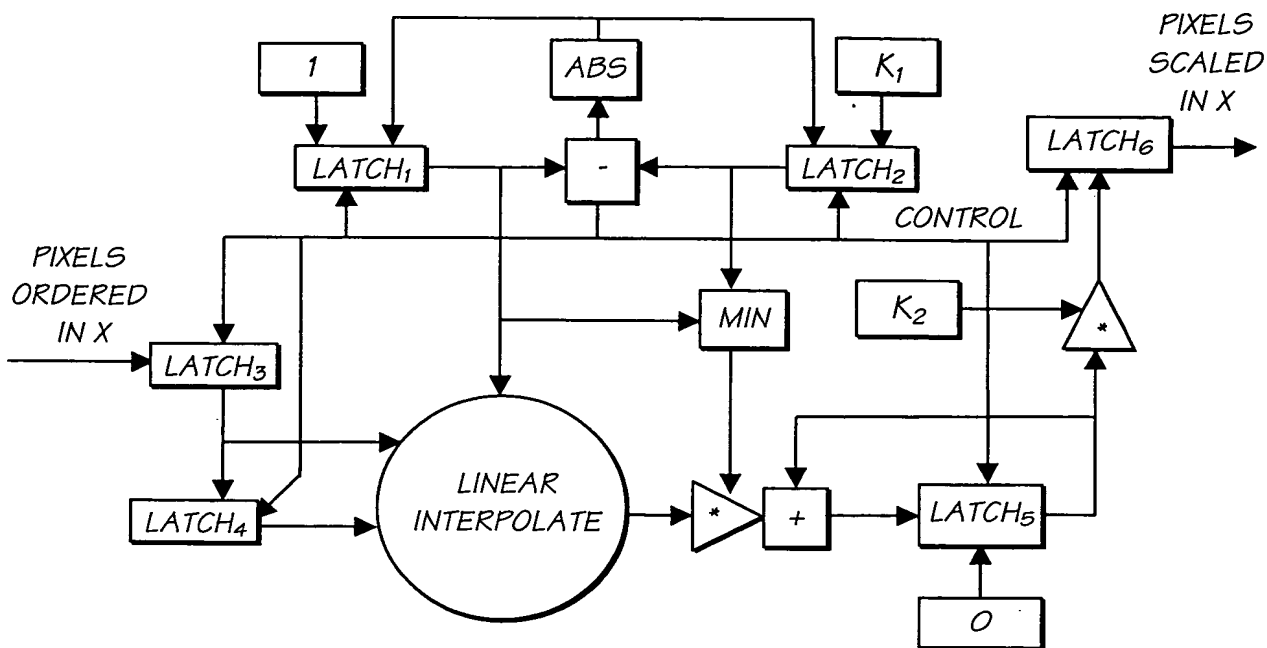 PIXELS
SCALED
IN X
1
ABS
K₁
LATCH₁
-
LATCH₂
LATCH₆
CONTROL
PIXELS
ORDERED
IN X
MIN
K₂
*
LATCH₃
LINEAR
INTERPOLATE
LATCH₄
*
+
LATCH₅
0